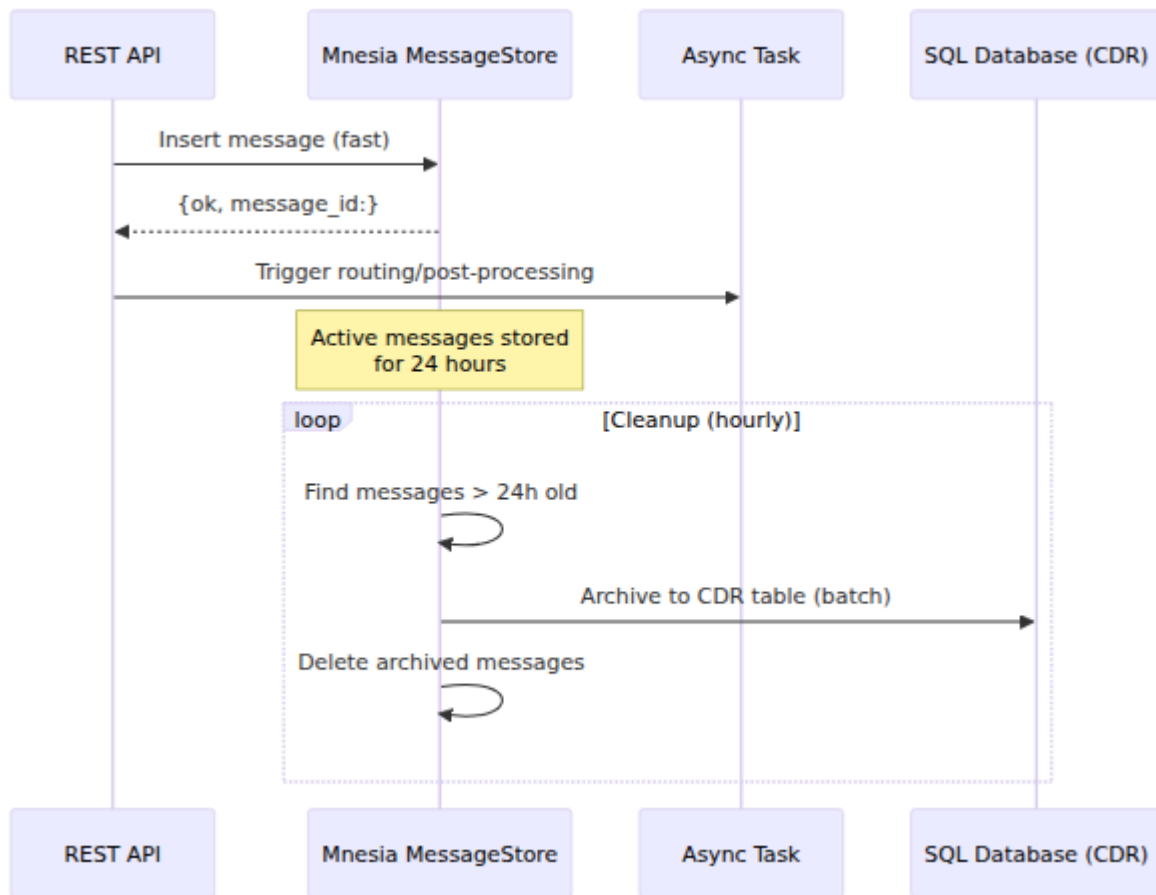 REST API
Mnesia MessageStore
Async Task
SQL Database (CDR)
Insert message (fast)
{ok, message_id:}
Trigger routing/post-processing
Active messages stored
for 24 hours
loop
[Cleanup (hourly)]
Find messages > 24h old
Archive to CDR table (batch)
Delete archived messages
REST API
Mnesia MessageStore
Async Task
SQL Database (CDR)